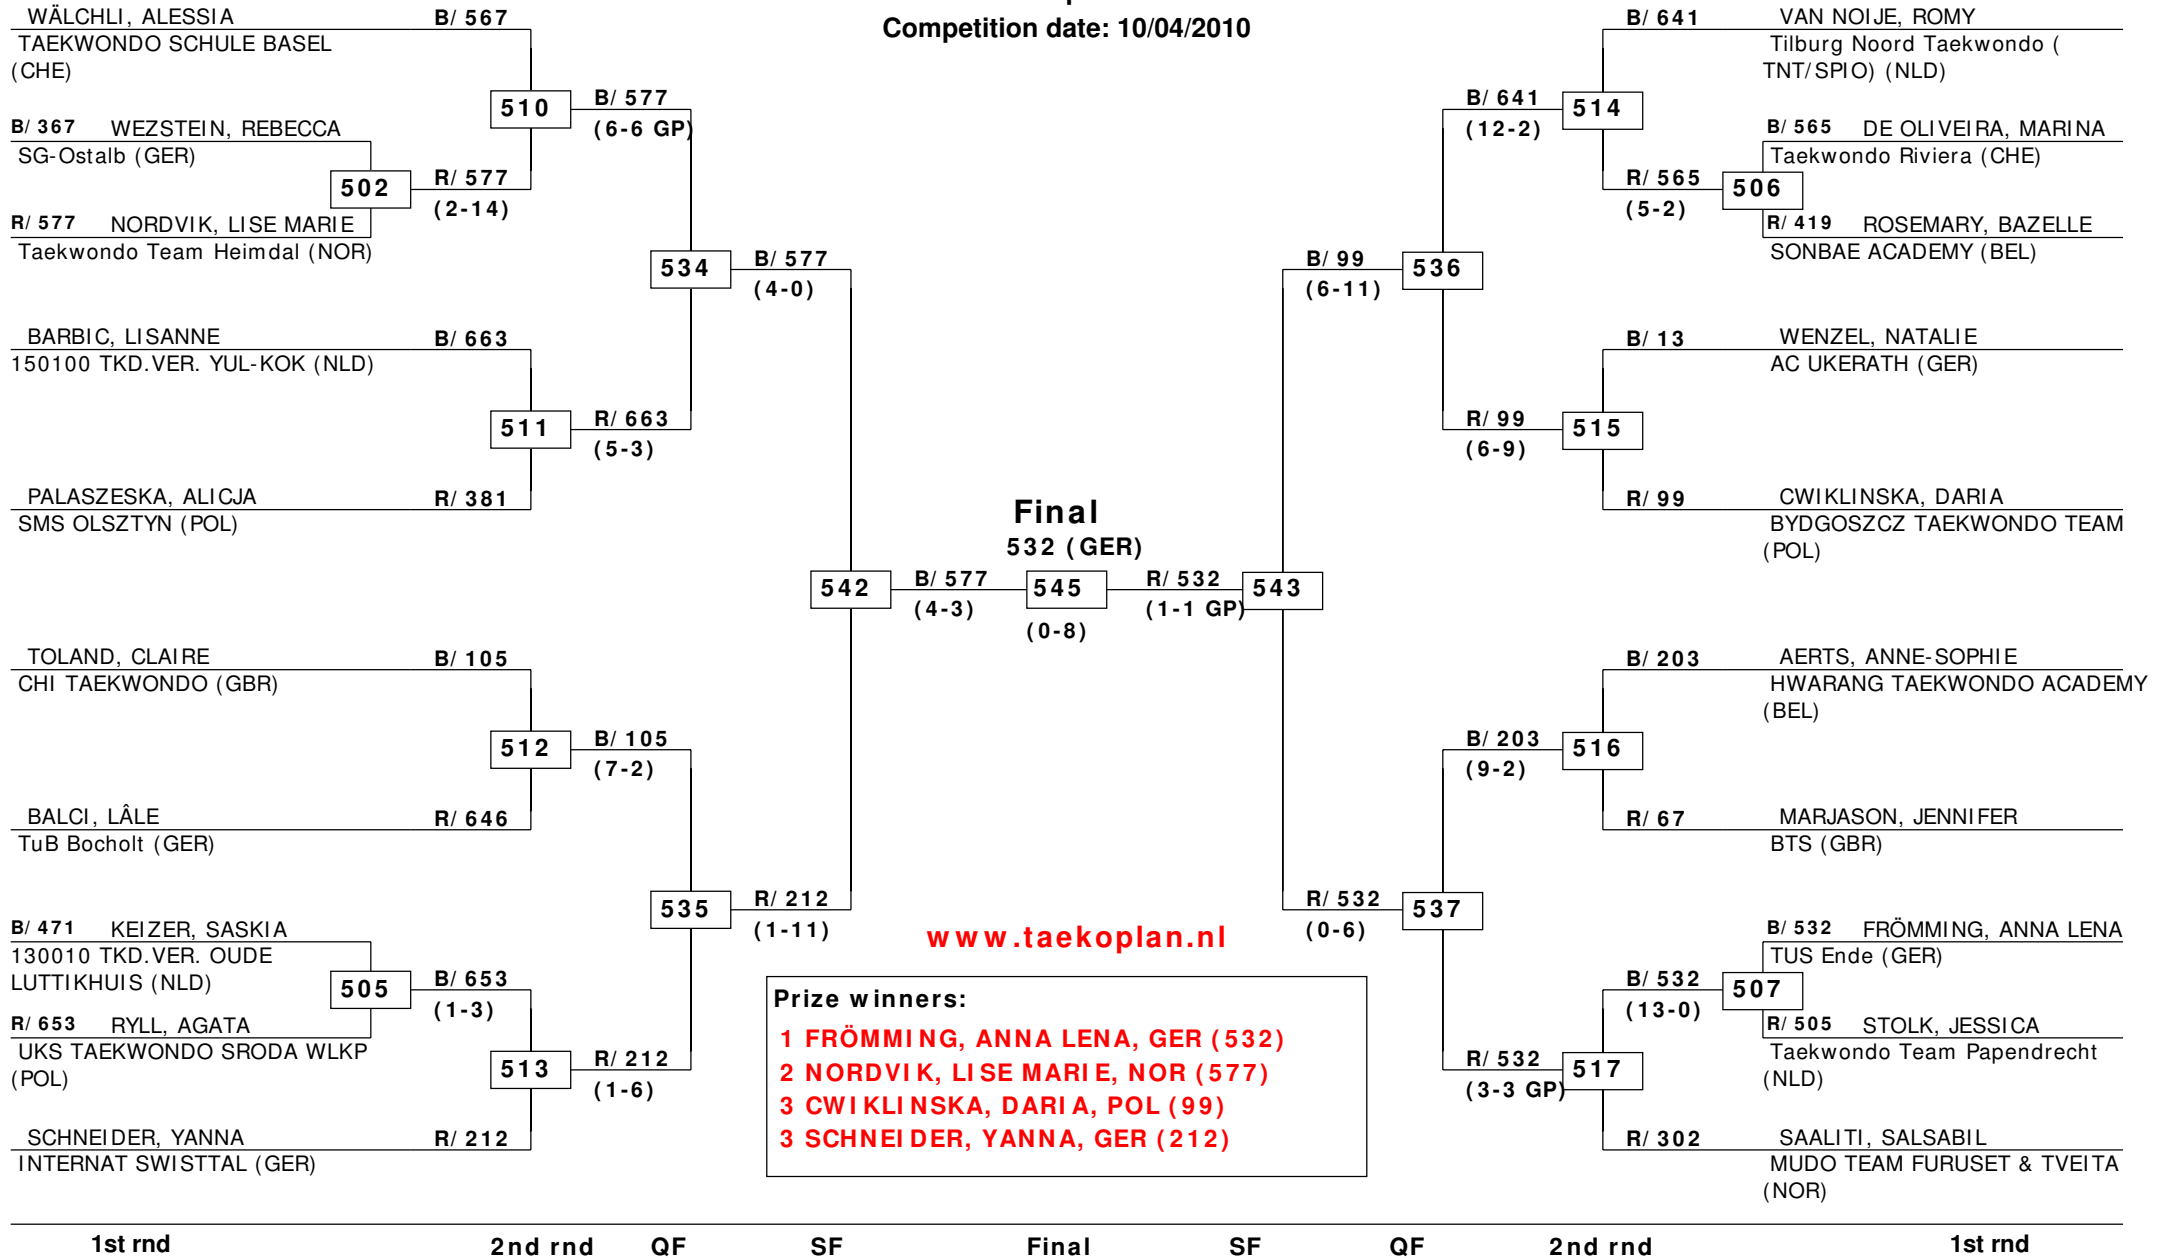 Competition date: 10/04/2010
WÄLCHLI, ALESSIA B/ 567
TAEKWONDO SCHULE BASEL
(CHE)
510
B/ 577
(6-6 GP)
B/ 367 WEZSTEIN, REBECCA
SG-Ostalb (GER)
502
R/ 577
(2-14)
R/ 577 NORDVIK, LISE MARIE
Taekwondo Team Heimdal (NOR)
534
B/ 577
(4-0)
BARBIC, LISANNE B/ 663
150100 TKD.VER. YUL-KOK (NLD)
511
R/ 663
(5-3)
PALASZESKA, ALICJA R/ 381
SMS OLSZTYN (POL)
542
B/ 577
(4-3)
TOLAND, CLAIRE B/ 105
CHI TAEKWONDO (GBR)
512
B/ 105
(7-2)
BALCI, LÂLE R/ 646
TuB Bocholt (GER)
535
R/ 212
(1-11)
B/ 471 KEIZER, SASKIA
130010 TKD.VER. OUDE
LUTTIKHUIS (NLD)
505
B/ 653
(1-3)
R/ 653 RYLL, AGATA
UKS TAEKWONDO SRODA WLKP
(POL)
513
R/ 212
(1-6)
SCHNEIDER, YANNA R/ 212
INTERNAT SWISTTAL (GER)
Final
532 (GER)
545
(0-8)
B/ 641 VAN NOIJE, ROMY
Tilburg Noord Taekwondo (
TNT/SPIO) (NLD)
B/ 641
(12-2)
514
B/ 565 DE OLIVEIRA, MARINA
Taekwondo Riviera (CHE)
R/ 565
(5-2)
506
R/ 419 ROSEMARY, BAZELLE
SONBAE ACADEMY (BEL)
B/ 99
(6-11)
536
B/ 13 WENZEL, NATALIE
AC UKERATH (GER)
R/ 99
(6-9)
515
R/ 99 CWIKLINSKA, DARIA
BYDGOSZCZ TAEKWONDO TEAM
(POL)
R/ 532
(1-1 GP)
543
B/ 203 AERTS, ANNE-SOPHIE
HWARANG TAEKWONDO ACADEMY
(BEL)
B/ 203
(9-2)
516
R/ 67 MARJASON, JENNIFER
BTS (GBR)
R/ 532
(0-6)
537
B/ 532 FRÖMMING, ANNA LENA
TUS Ende (GER)
B/ 532
(13-0)
507
R/ 505 STOLK, JESSICA
Taekwondo Team Papendrecht
(NLD)
R/ 532
(3-3 GP)
517
R/ 302 SAALITI, SALSABIL
MUDO TEAM FURUSET & TVEITA
(NOR)
www.taekoplan.nl
Prize winners:
1 FRÖMMING, ANNA LENA, GER (532)
2 NORDVIK, LISE MARIE, NOR (577)
3 CWIKLINSKA, DARIA, POL (99)
3 SCHNEIDER, YANNA, GER (212)
1st rnd 2nd rnd QF SF Final SF QF 2nd rnd 1st rnd